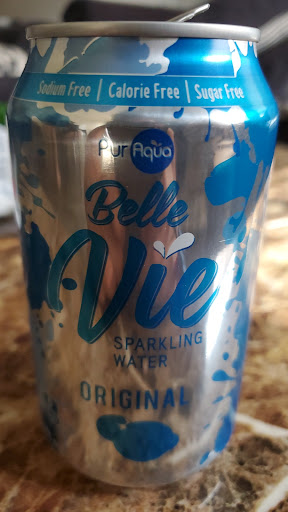 Sodium Free | Calorie Free | Sugar Free
PurAqua
Belle
Vie
SPARKLING
WATER
ORIGINAL